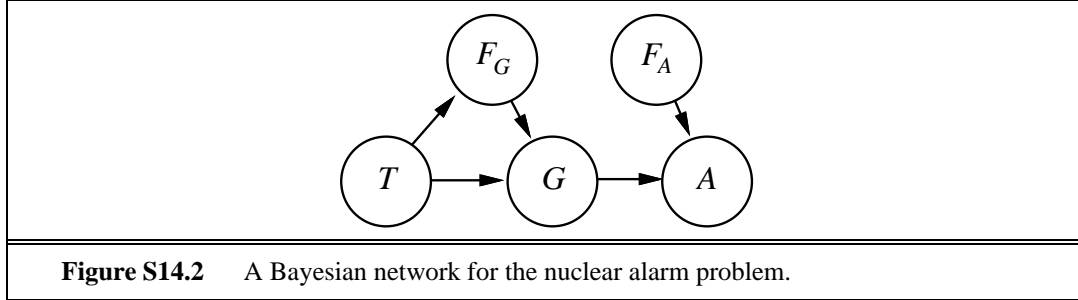 F_G F_A
T G A
Figure S14.2 A Bayesian network for the nuclear alarm problem.